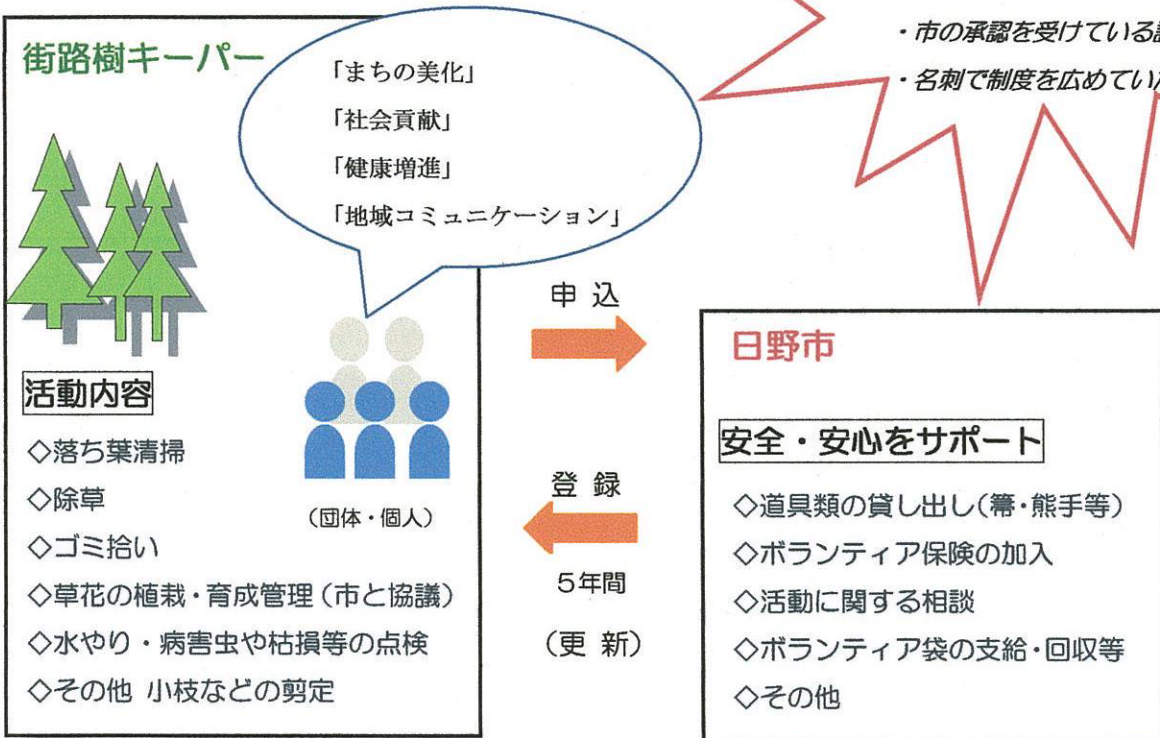 ・市の承認を受けている
・名刺で制度を広めてい
街路樹キーパー
「まちの美化」
「社会貢献」
「健康増進」
「地域コミュニケーション」
活動内容
◇落ち葉清掃
◇除草
◇ゴミ拾い
◇草花の植栽・育成管理（市と協議）
◇水やり・病害虫や枯損等の点検
◇その他 小枝などの剪定
（団体・個人）
申 込
登 録
5年間
（更 新）
日野市
安全・安心をサポート
◇道具類の貸し出し（箒・熊手等）
◇ボランティア保険の加入
◇活動に関する相談
◇ボランティア袋の支給・回収等
◇その他